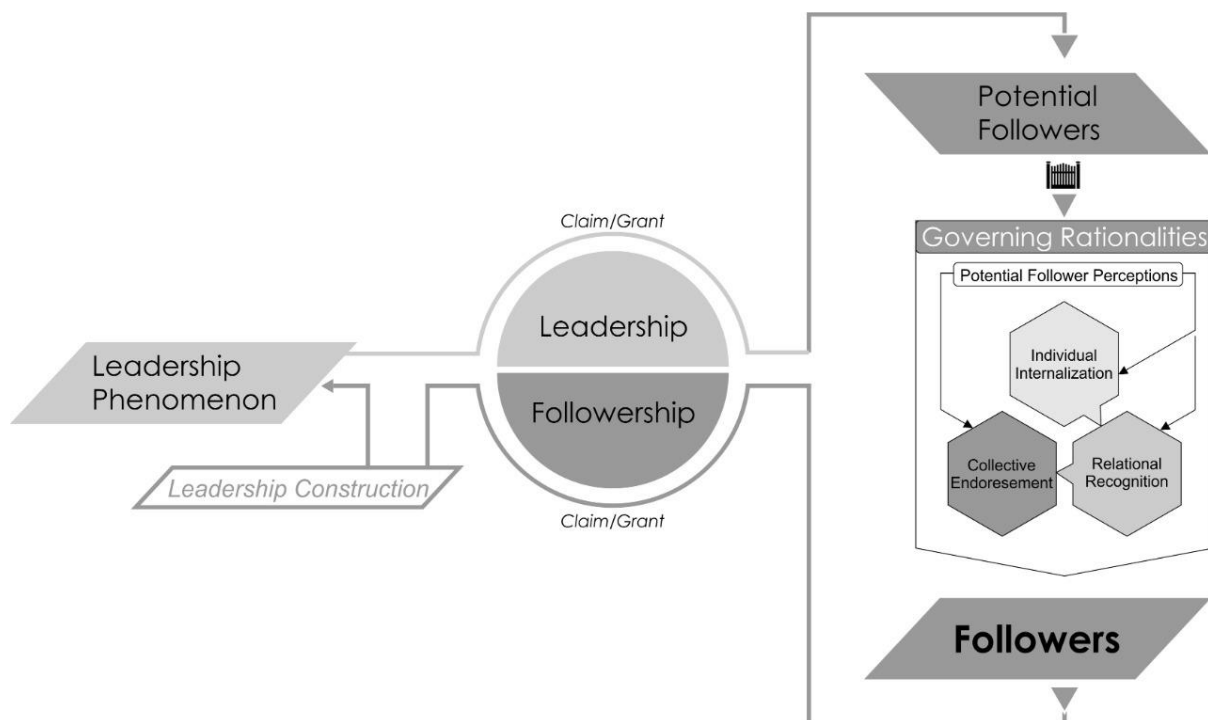 Potential
Followers
Claim/Grant
Governing Rationalities
Potential Follower Perceptions
Leadership
Individual
Internalization
Leadership
Phenomenon
Followership
Collective
Endoresement
Relational
Recognition
Leadership Construction
Claim/Grant
Followers